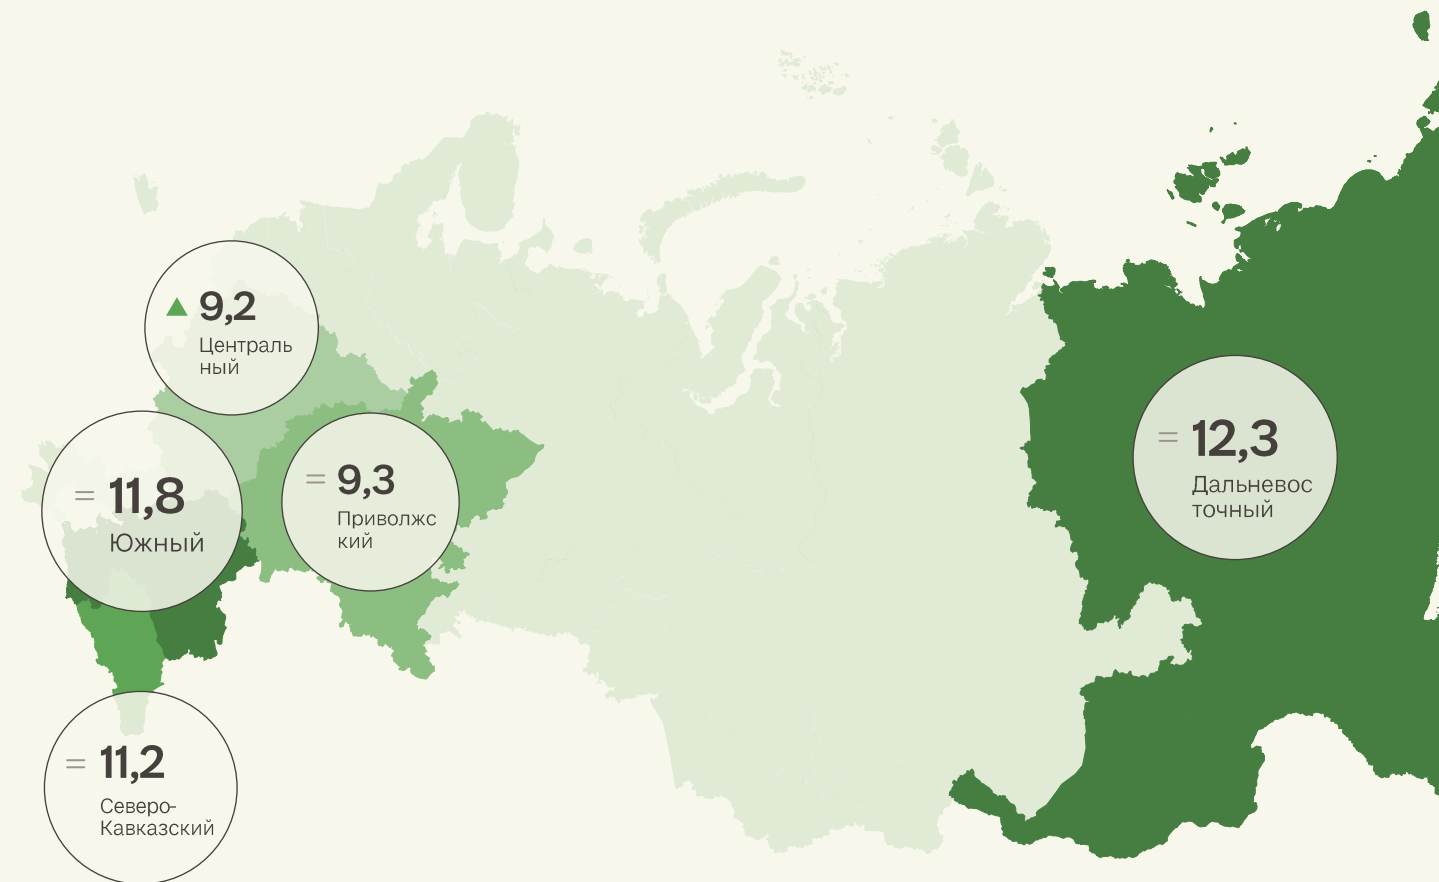 9,2
Централь
ный
= 11,8
Южный
= 9,3
Приволжс
кий
= 12,3
Дальневос
точный
= 11,2
Северо-
Кавказский